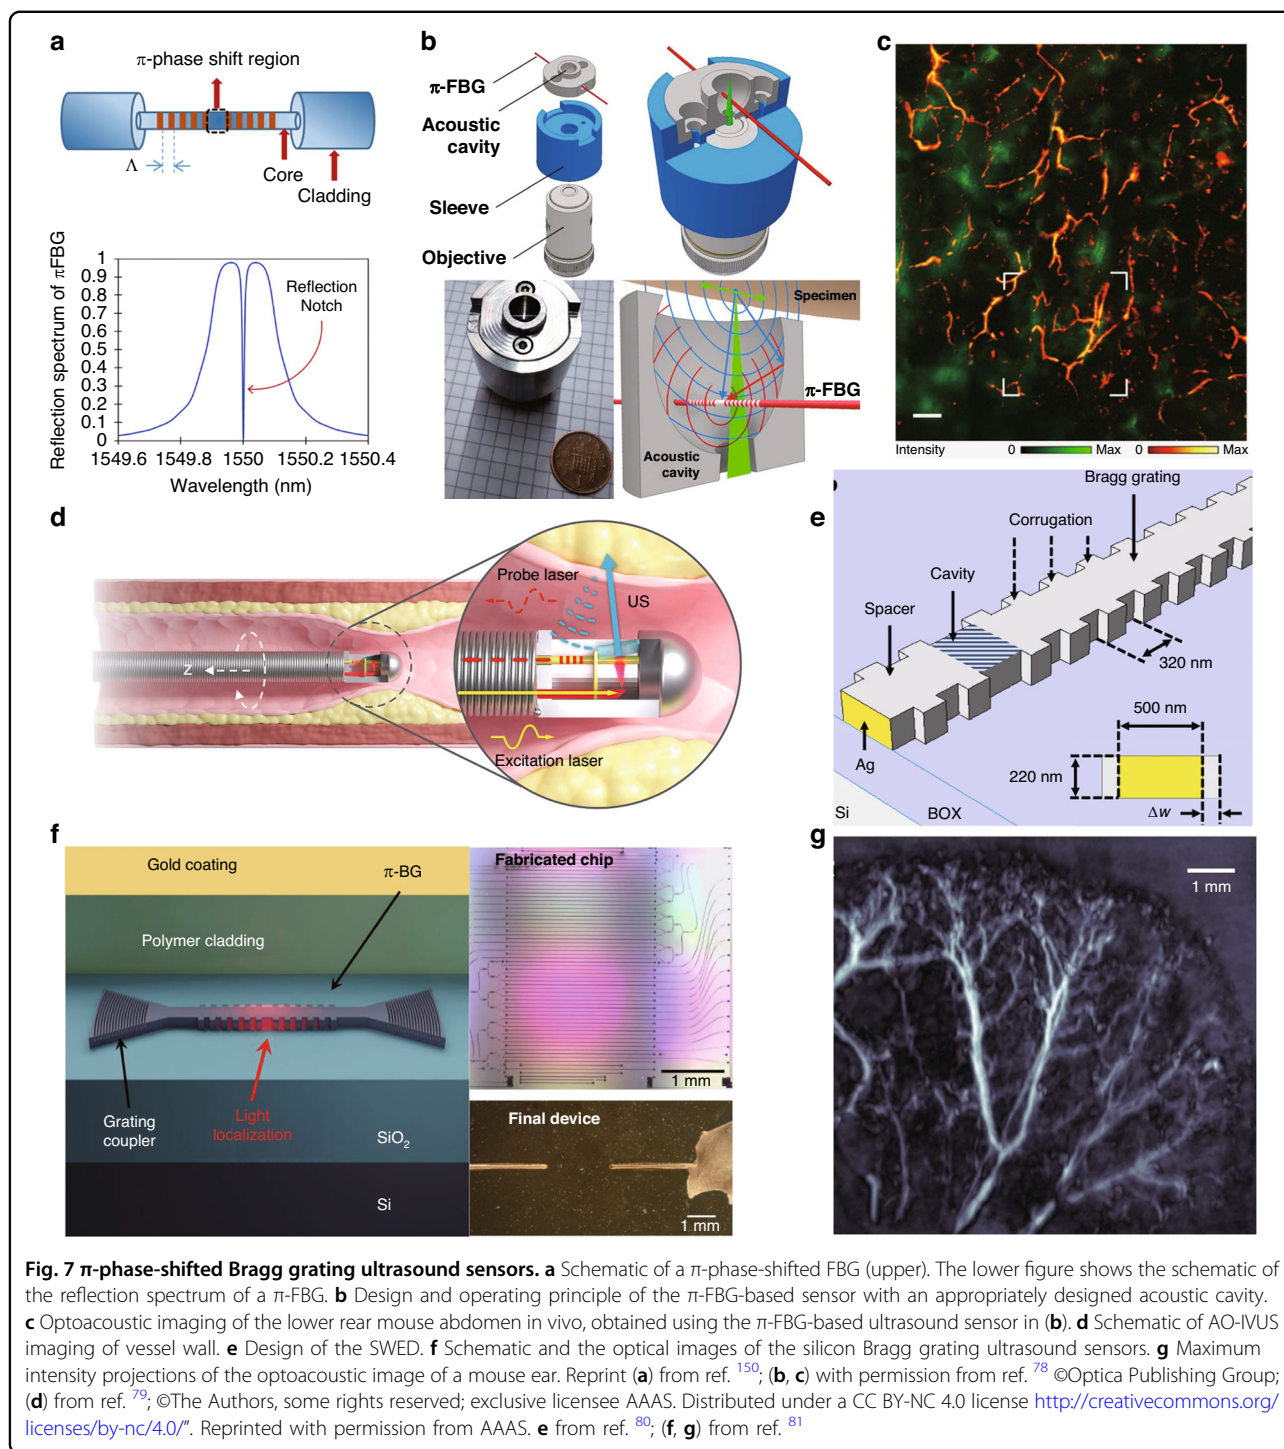 a
π-phase shift region
Λ
Core
Cladding
Reflection spectrum of πFBG
1
0.9
0.8
0.7
0.6
0.5
0.4
0.3
0.2
0.1
0
Reflection
Notch
1549.6 1549.8 1550 1550.2 1550.4
Wavelength (nm)
b
π-FBG
Acoustic
cavity
Sleeve
Objective
Specimen
π-FBG
Acoustic
cavity
c
Intensity 0 Max 0 Max
d
Probe laser
US
Z
Excitation laser
e
Bragg grating
Corrugation
Cavity
Spacer
320 nm
500 nm
220 nm
Ag
Δw
Si
BOX
f
Gold coating
π-BG
Polymer cladding
Grating
coupler
Light
localization
SiO₂
Si
Fabricated chip
1 mm
Final device
1 mm
g
1 mm
Fig. 7 π-phase-shifted Bragg grating ultrasound sensors. a Schematic of a π-phase-shifted FBG (upper). The lower figure shows the schematic of
the reflection spectrum of a π-FBG. b Design and operating principle of the π-FBG-based sensor with an appropriately designed acoustic cavity.
c Optoacoustic imaging of the lower rear mouse abdomen in vivo, obtained using the π-FBG-based ultrasound sensor in (b). d Schematic of AO-IVUS
imaging of vessel wall. e Design of the SWED. f Schematic and the optical images of the silicon Bragg grating ultrasound sensors. g Maximum
intensity projections of the optoacoustic image of a mouse ear. Reprint (a) from ref. 150; (b, c) with permission from ref. 78 ©Optica Publishing Group;
(d) from ref. 79; ©The Authors, some rights reserved; exclusive licensee AAAS. Distributed under a CC BY-NC 4.0 license http://creativecommons.org/
licenses/by-nc/4.0/”. Reprinted with permission from AAAS. e from ref. 80; (f, g) from ref. 81